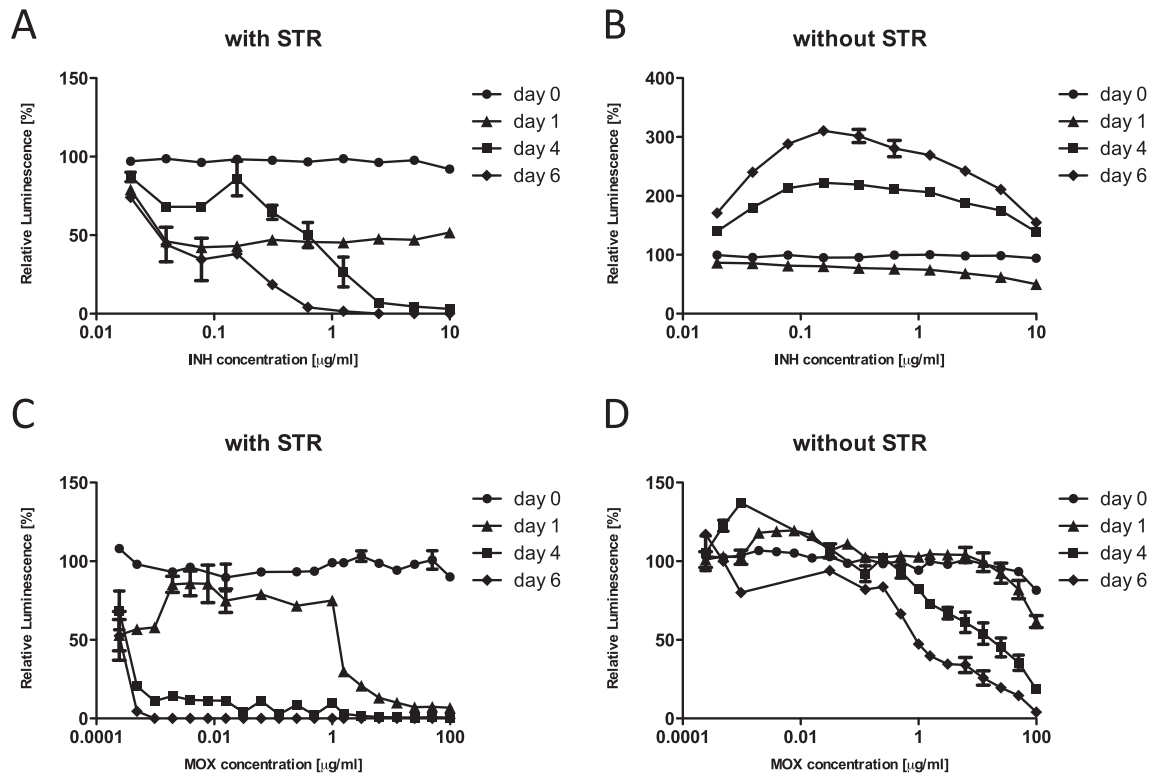 A
with STR
150
100
50
0
Relative Luminescence [%]
0.01 0.1 1 10
INH concentration [μg/ml]
day 0
day 1
day 4
day 6
B
without STR
400
300
200
100
0
Relative Luminescence [%]
0.01 0.1 1 10
INH concentration [μg/ml]
day 0
day 1
day 4
day 6
C
with STR
150
100
50
0
Relative Luminescence [%]
0.0001 0.01 1 100
MOX concentration [μg/ml]
day 0
day 1
day 4
day 6
D
without STR
150
100
50
0
Relative Luminescence [%]
0.0001 0.01 1 100
MOX concentration [μg/ml]
day 0
day 1
day 4
day 6